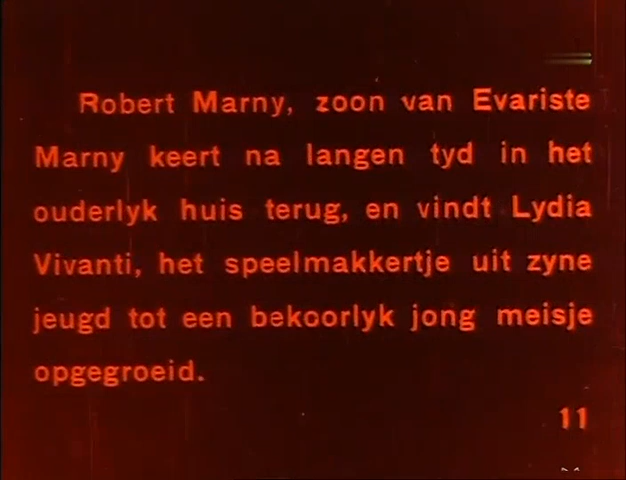 Robert Marny, zoon van Evariste
Marny keert na langen tyd in het
ouderlyk huis terug, en vindt Lydia
Vivanti, het speelmakkertje uit zyne
jeugd tot een bekoorlyk jong meisje
opgegroeid.
11